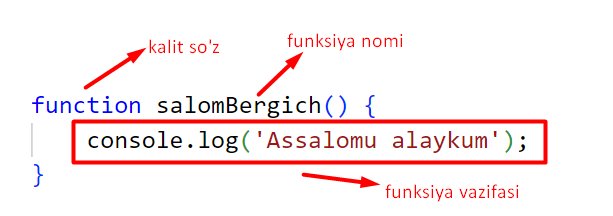 kalit so'z
funksiya nomi
function salomBergich() {
console.log('Assalomu alaykum');
}
funksiya vazifasi